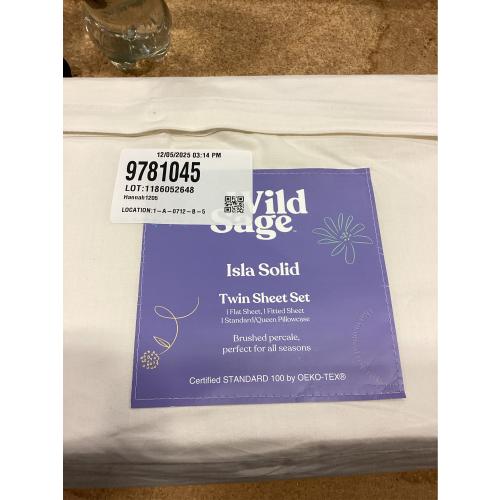 12/05/2025 03:14 PM
9781045
LOT:1186052648
Hannah1205
LOCATION:1-A-0712-B-5
Wild
Sage™
Isla Solid
Twin Sheet Set
1 Flat Sheet, 1 Fitted Sheet
1 Standard/Queen Pillowcase
Brushed percale,
perfect for all seasons
Certified STANDARD 100 by OEKO-TEX®